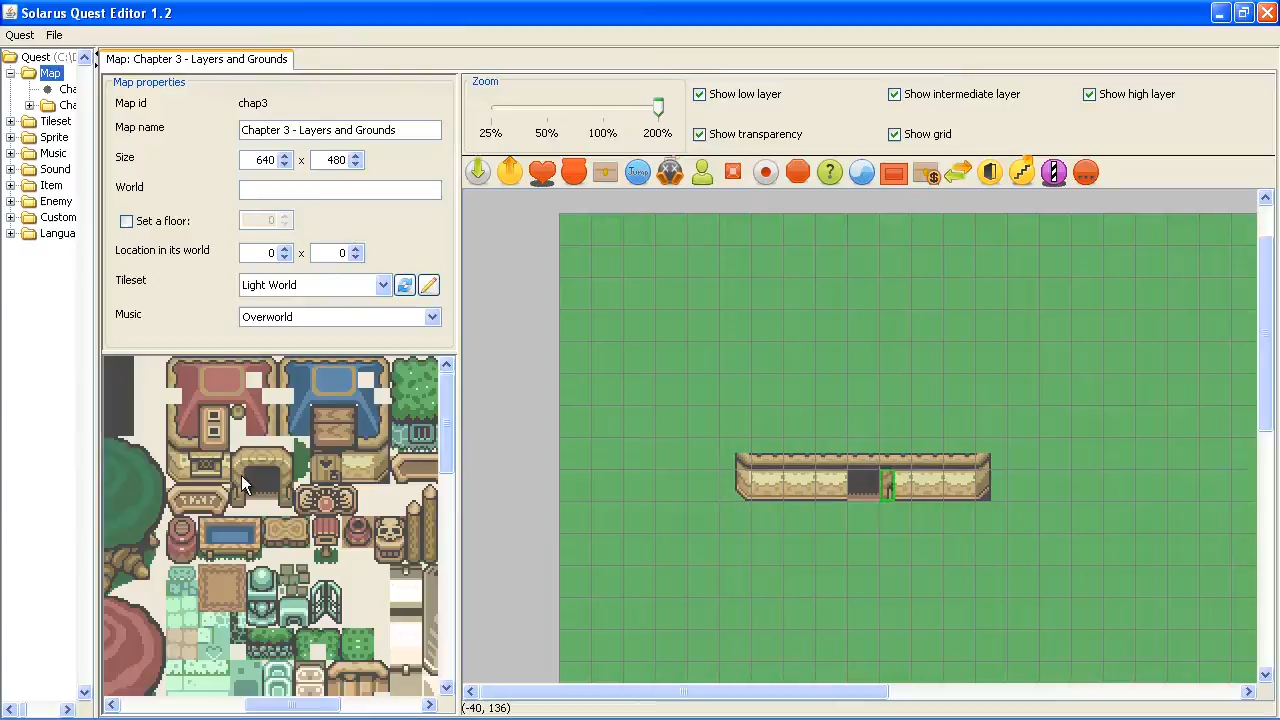 Solarus Quest Editor 1.2
Quest File
Quest (C:\D
Map
Cha
Cha
Tileset
Sprite
Music
Sound
Item
Enemy
Custom
Langua
Map: Chapter 3 - Layers and Grounds
Map properties
Map id chap3
Map name Chapter 3 - Layers and Grounds
Size 640 x 480
World
Set a floor: 0
Location in its world 0 x 0
Tileset Light World
Music Overworld
Zoom
25% 50% 100% 200%
Show low layer Show intermediate layer Show high layer
Show transparency Show grid
Jump
?
$
(-40, 136)